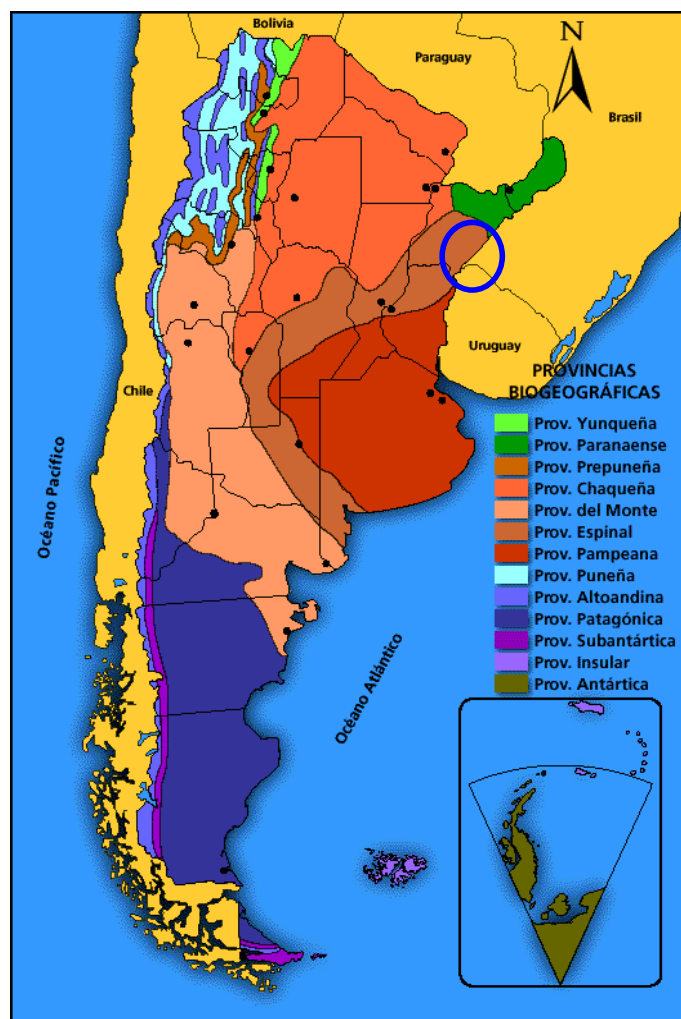 Bolivia
N
Paraguay
Brasil
Uruguay
Chile
Océano Pacífico
Océano Atlántico
PROVINCIAS
BIOGEOGRÁFICAS
Prov. Yunqueña
Prov. Paranaense
Prov. Prepuneña
Prov. Chaqueña
Prov. del Monte
Prov. Espinal
Prov. Pampeana
Prov. Puneña
Prov. Altoandina
Prov. Patagónica
Prov. Subantártica
Prov. Insular
Prov. Antártica